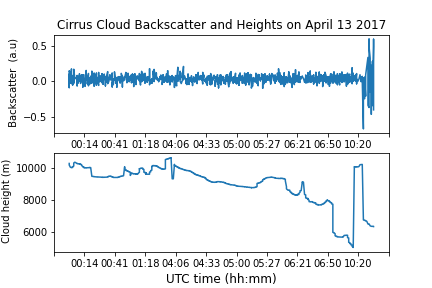 Cirrus Cloud Backscatter and Heights on April 13 2017
Backscatter (a.u)
0.5
0.0
−0.5
00:14 00:41 01:18 04:06 04:33 05:00 05:27 06:21 06:50 10:20
Cloud height (m)
10000
8000
6000
00:14 00:41 01:18 04:06 04:33 05:00 05:27 06:21 06:50 10:20
UTC time (hh:mm)